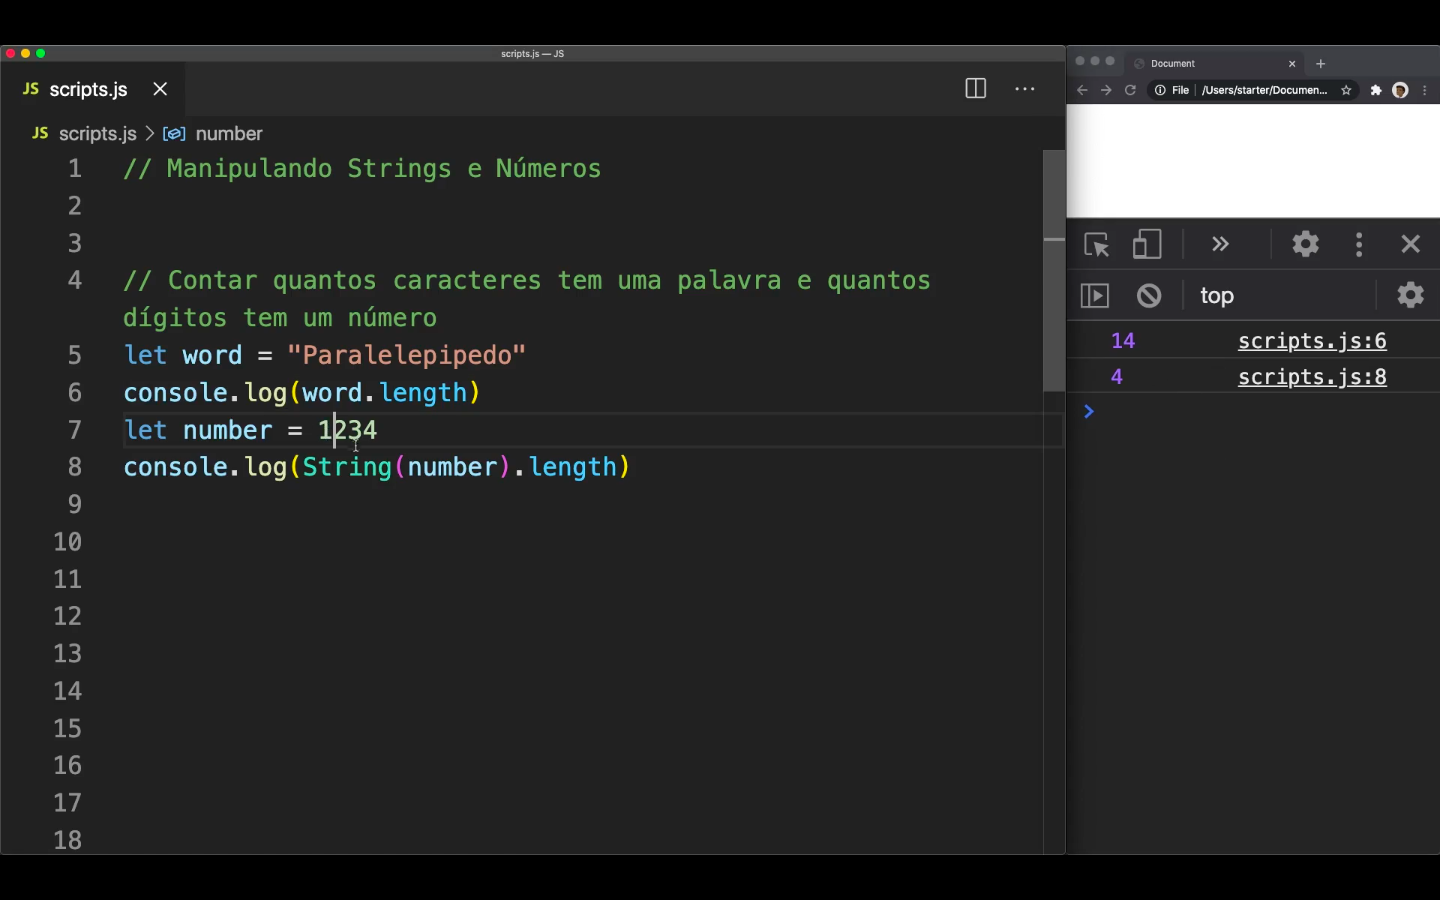 scripts.js — JS
JS scripts.js
JS scripts.js > number
1 // Manipulando Strings e Números
2
3
4 // Contar quantos caracteres tem uma palavra e quantos
dígitos tem um número
5 let word = "Paralelepipedo"
6 console.log(word.length)
7 let number = 1234
8 console.log(String(number).length)
9
10
11
12
13
14
15
16
17
18
Document
File /Users/starter/Documen...
top
14 scripts.js:6
4 scripts.js:8